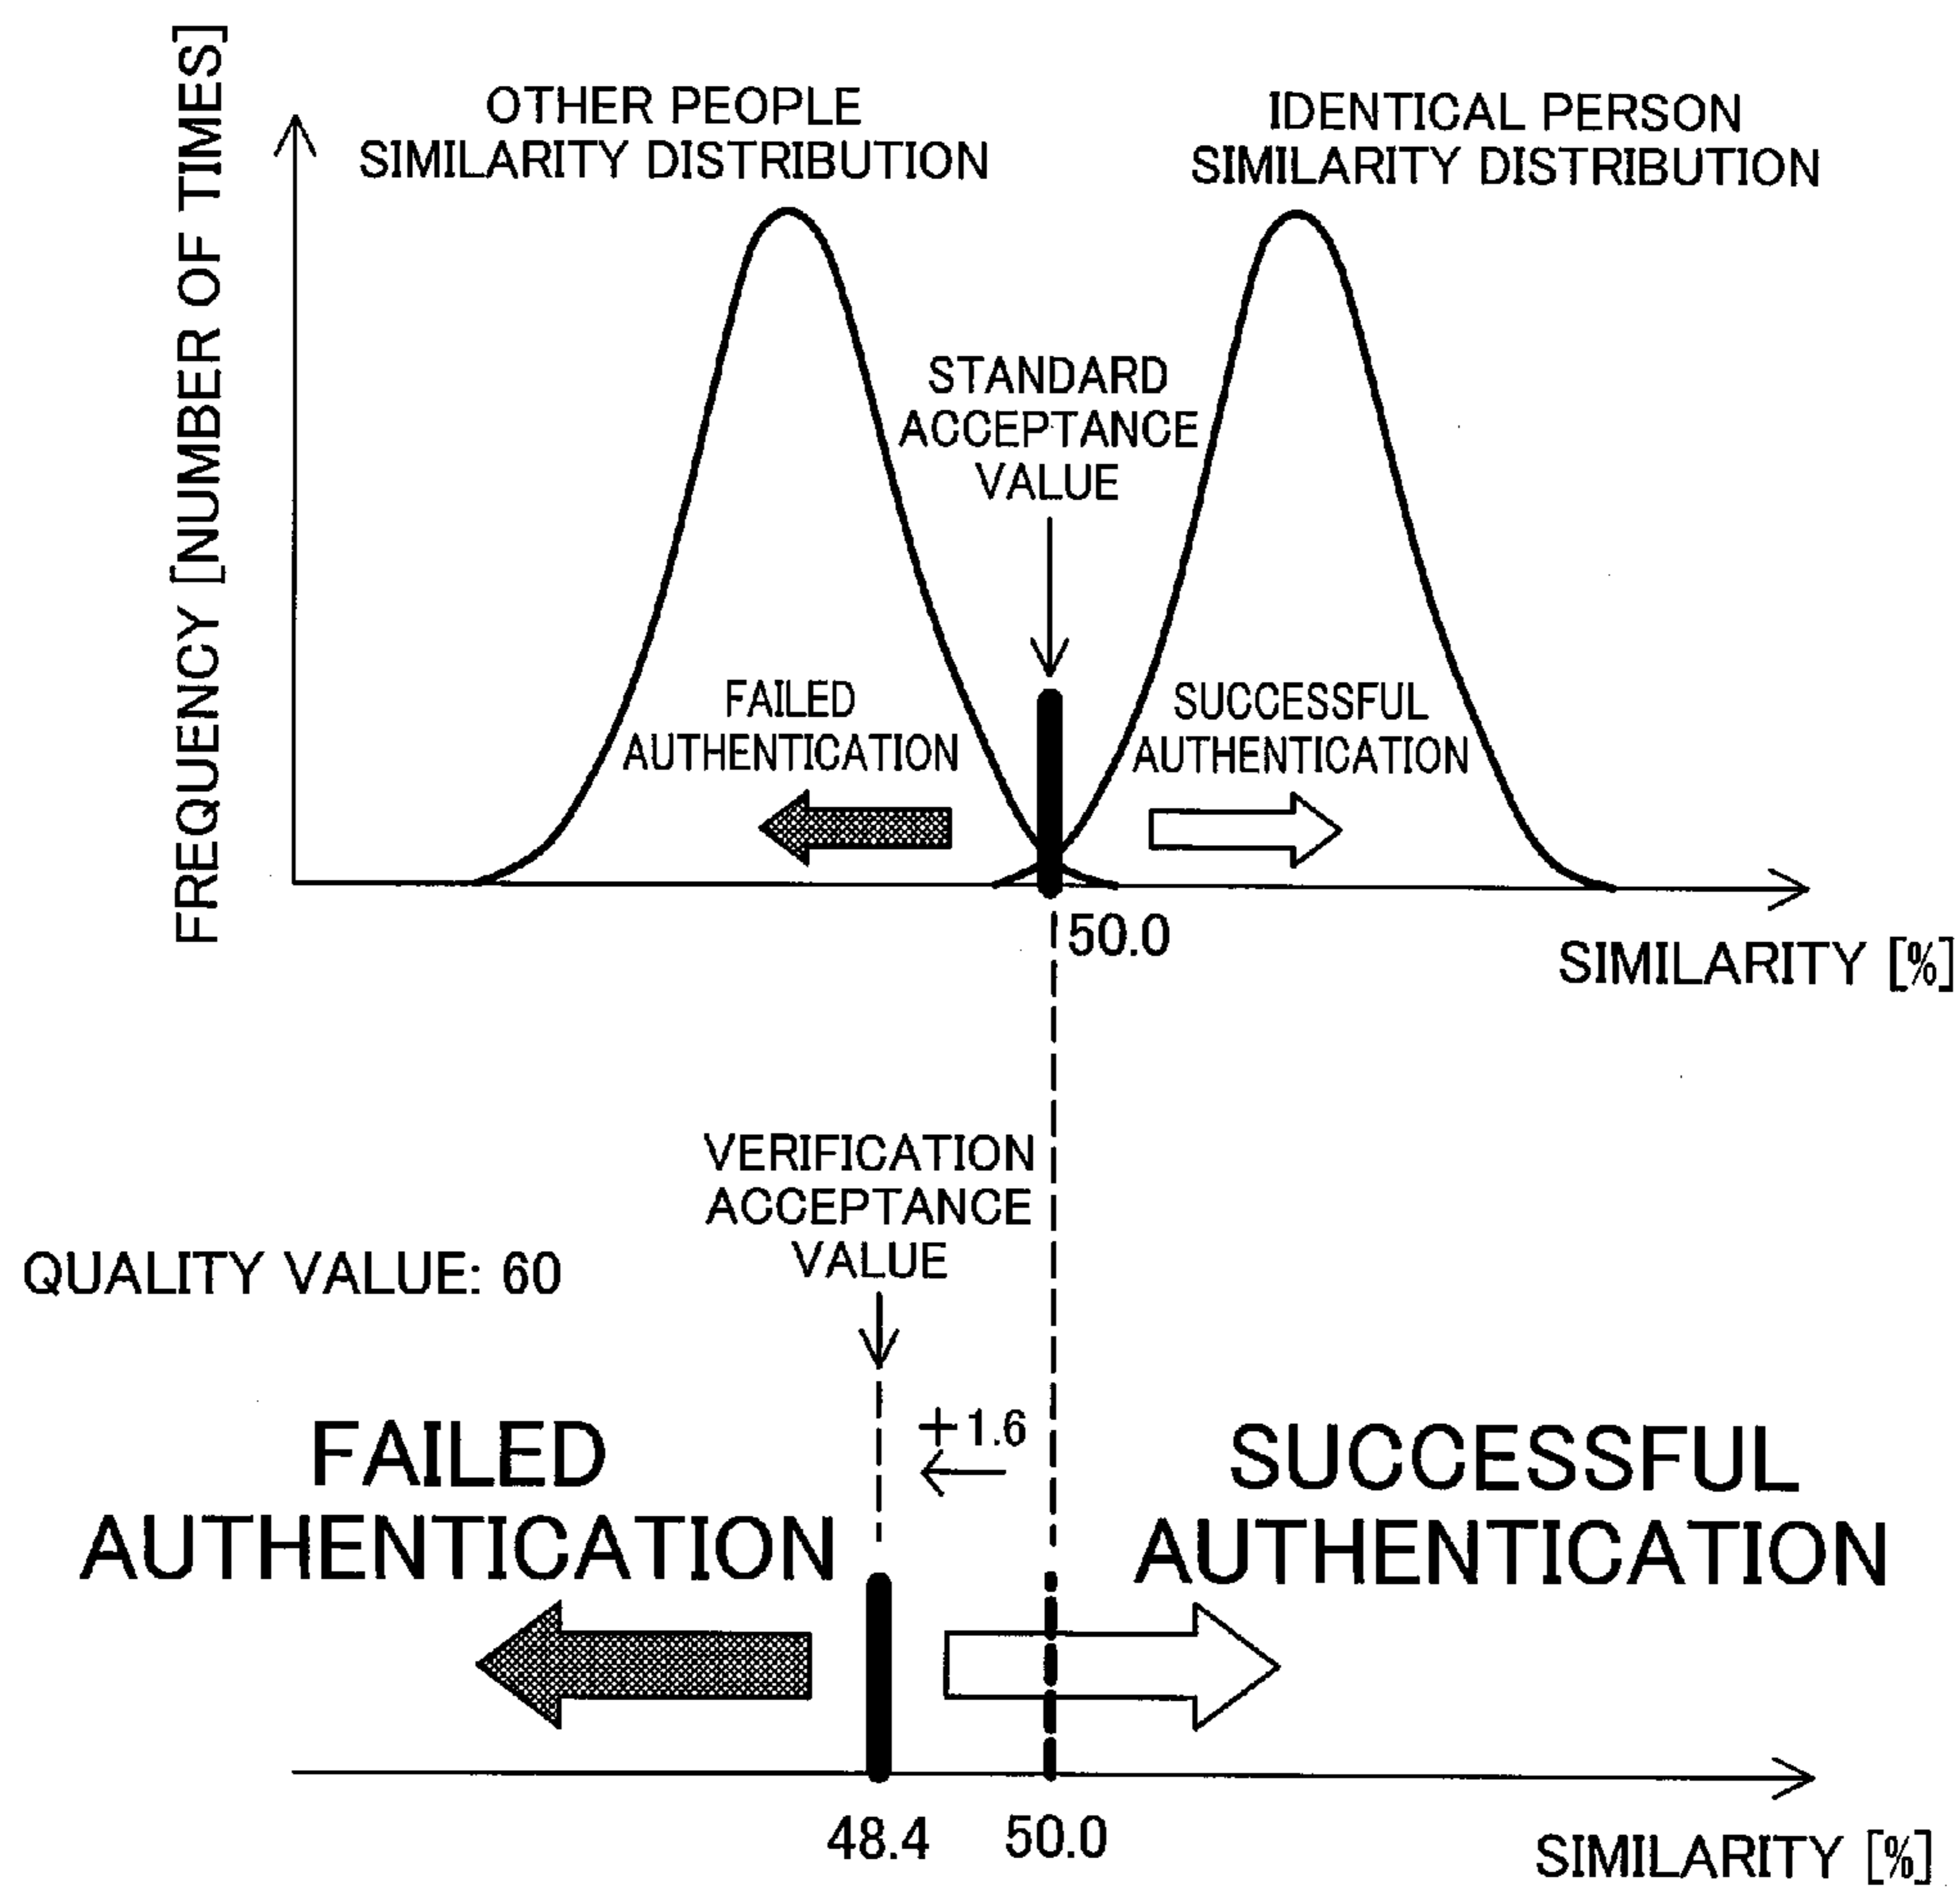 FREQUENCY [NUMBER OF TIMES]
OTHER PEOPLE
SIMILARITY DISTRIBUTION
IDENTICAL PERSON
SIMILARITY DISTRIBUTION
STANDARD
ACCEPTANCE
VALUE
FAILED
AUTHENTICATION
SUCCESSFUL
AUTHENTICATION
50.0
SIMILARITY [%]
VERIFICATION
ACCEPTANCE
VALUE
QUALITY VALUE: 60
+1.6
FAILED
AUTHENTICATION
SUCCESSFUL
AUTHENTICATION
48.4
50.0
SIMILARITY [%]